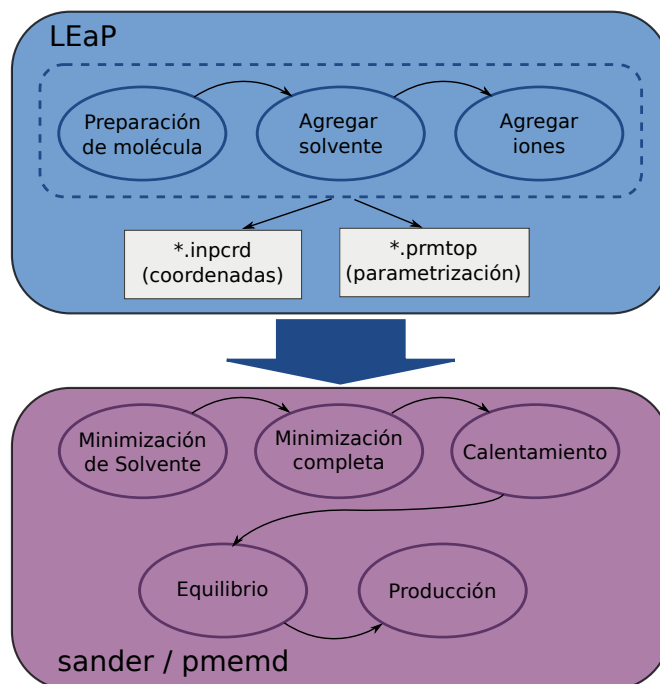 LEaP
Preparación
de molécula
Agregar
solvente
Agregar
iones
*.inpcrd
(coordenadas)
*.prmtop
(parametrización)
Minimización
de Solvente
Minimización
completa
Calentamiento
Equilibrio
Producción
sander / pmemd